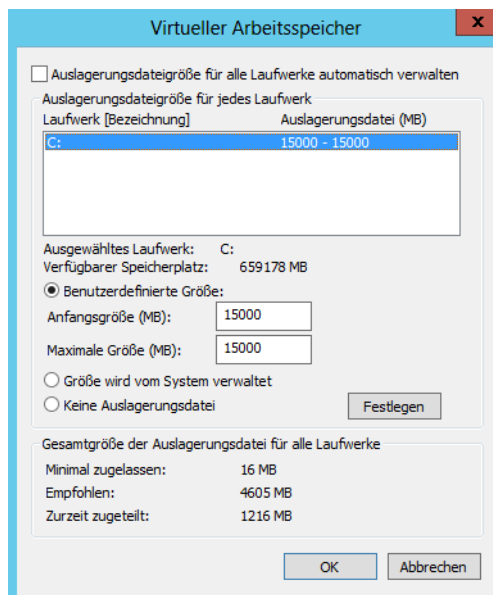 Virtueller Arbeitsspeicher
x
Auslagerungsdateigröße für alle Laufwerke automatisch verwalten
Auslagerungsdateigröße für jedes Laufwerk
Laufwerk [Bezeichnung] Auslagerungsdatei (MB)
C: 15000 - 15000
Ausgewähltes Laufwerk: C:
Verfügbarer Speicherplatz: 659178 MB
Benutzerdefinierte Größe:
Anfangsgröße (MB): 15000
Maximale Größe (MB): 15000
Größe wird vom System verwaltet
Keine Auslagerungsdatei Festlegen
Gesamtgröße der Auslagerungsdatei für alle Laufwerke
Minimal zugelassen: 16 MB
Empfohlen: 4605 MB
Zurzeit zugeteilt: 1216 MB
OK Abbrechen